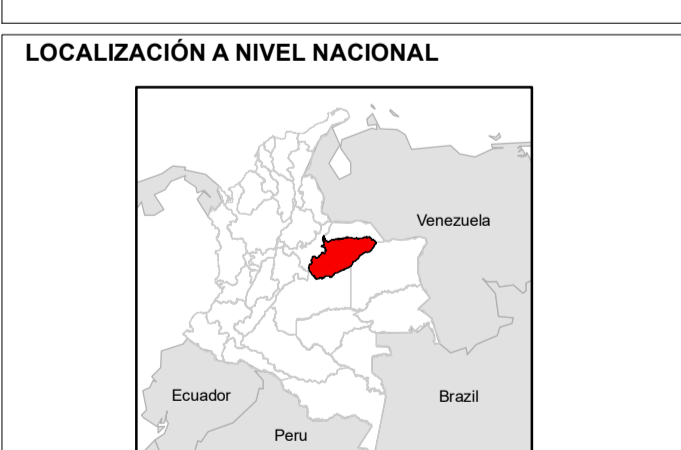 LOCALIZACIÓN A NIVEL NACIONAL
Venezuela
Ecuador
Brazil
Peru